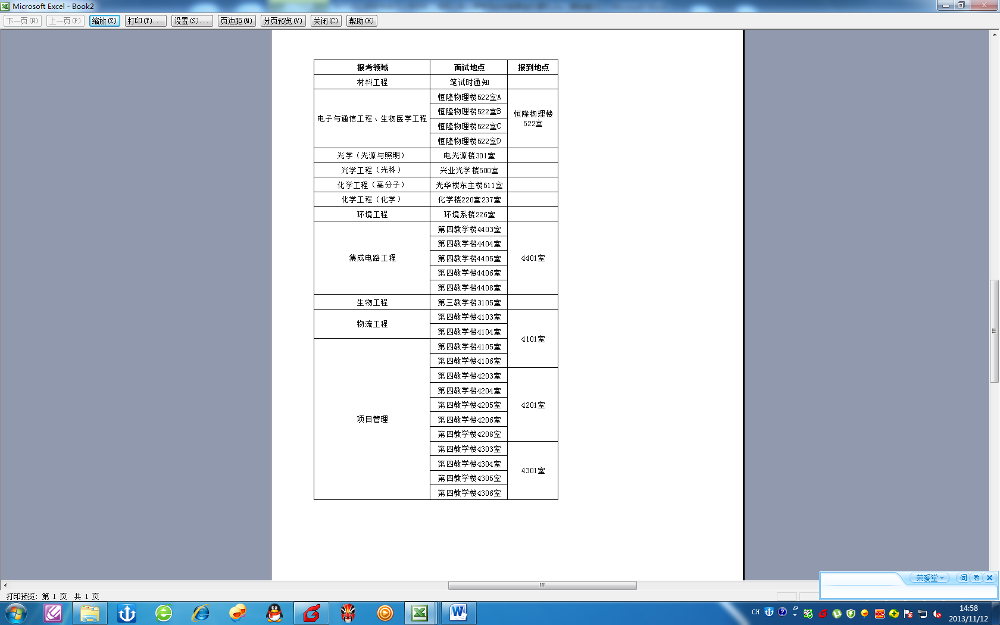 Microsoft Excel - Book2
下一页(N) 上一页(P) 缩放(Z) 打印(T)... 设置(S)... 页边距(M) 分页预览(V) 关闭(C) 帮助(H)
报考领域 面试地点 报到地点
材料工程 笔试时通知
电子与通信工程、生物医学工程 恒隆物理楼522室A 恒隆物理楼
522室
恒隆物理楼522室B
恒隆物理楼522室C
恒隆物理楼522室D
光学（光源与照明） 电光源楼301室
光学工程（光科） 兴业光学楼500室
化学工程（高分子） 光华楼东主楼511室
化学工程（化学） 化学楼220室237室
环境工程 环境系楼226室
集成电路工程 第四教学楼4403室 4401室
第四教学楼4404室
第四教学楼4405室
第四教学楼4406室
第四教学楼4408室
生物工程 第三教学楼3105室
物流工程 第四教学楼4103室 4101室
第四教学楼4104室
项目管理 第四教学楼4105室
第四教学楼4106室
第四教学楼4203室 4201室
第四教学楼4204室
第四教学楼4205室
第四教学楼4206室
第四教学楼4208室
第四教学楼4303室 4301室
第四教学楼4304室
第四教学楼4305室
第四教学楼4306室
荣爱堂 词
打印预览: 第 1 页 共 1 页
CH 14:58
2013/11/12